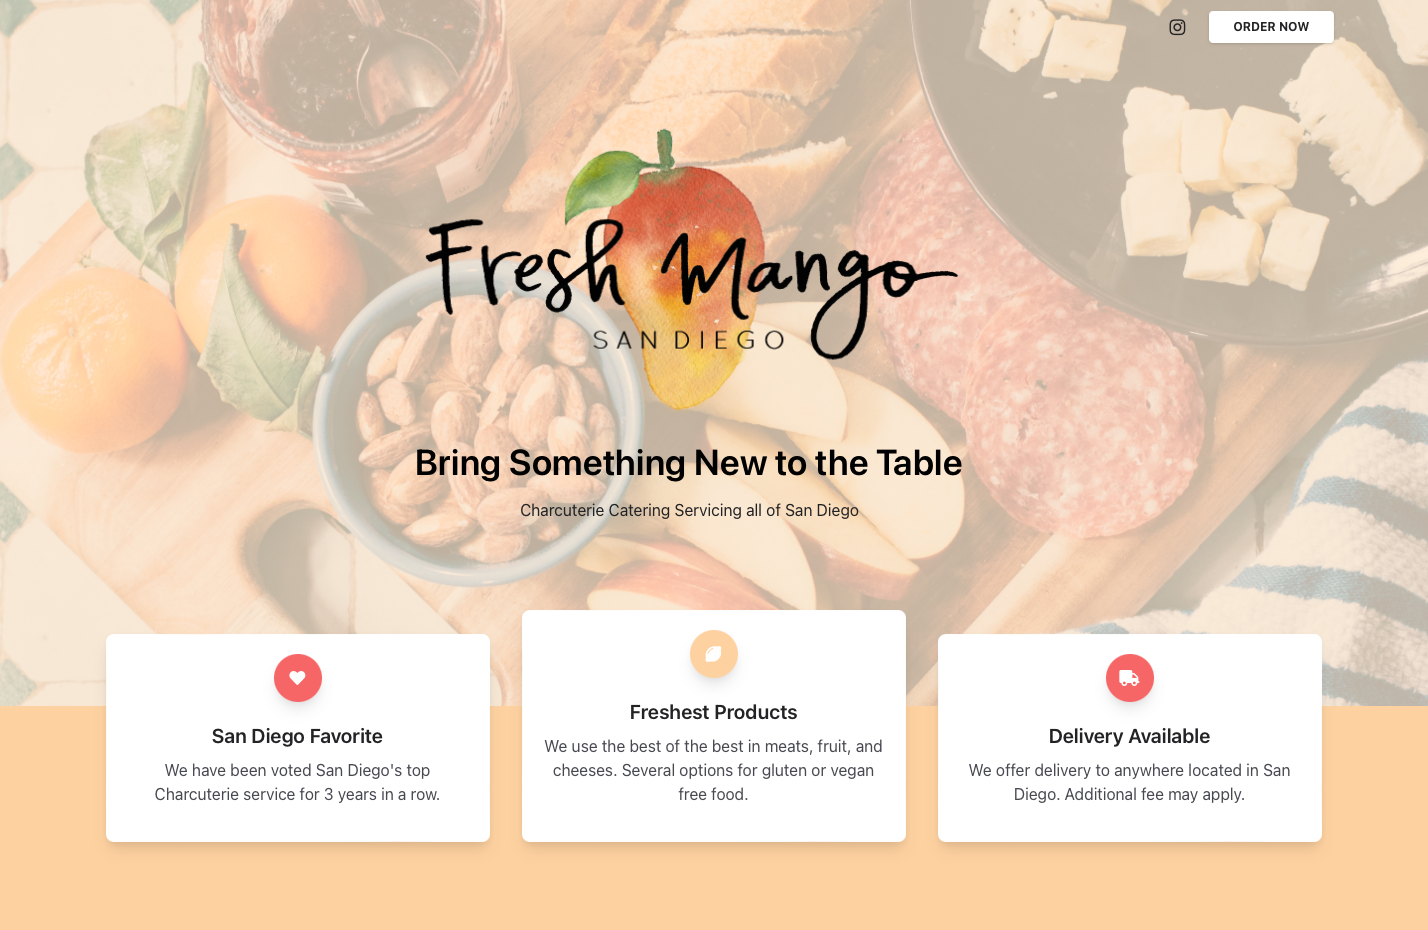 ORDER NOW
Fresh Mango
SAN DIEGO
Bring Something New to the Table
Charcuterie Catering Servicing all of San Diego
San Diego Favorite
We have been voted San Diego's top
Charcuterie service for 3 years in a row.
Freshest Products
We use the best of the best in meats, fruit, and
cheeses. Several options for gluten or vegan
free food.
Delivery Available
We offer delivery to anywhere located in San
Diego. Additional fee may apply.